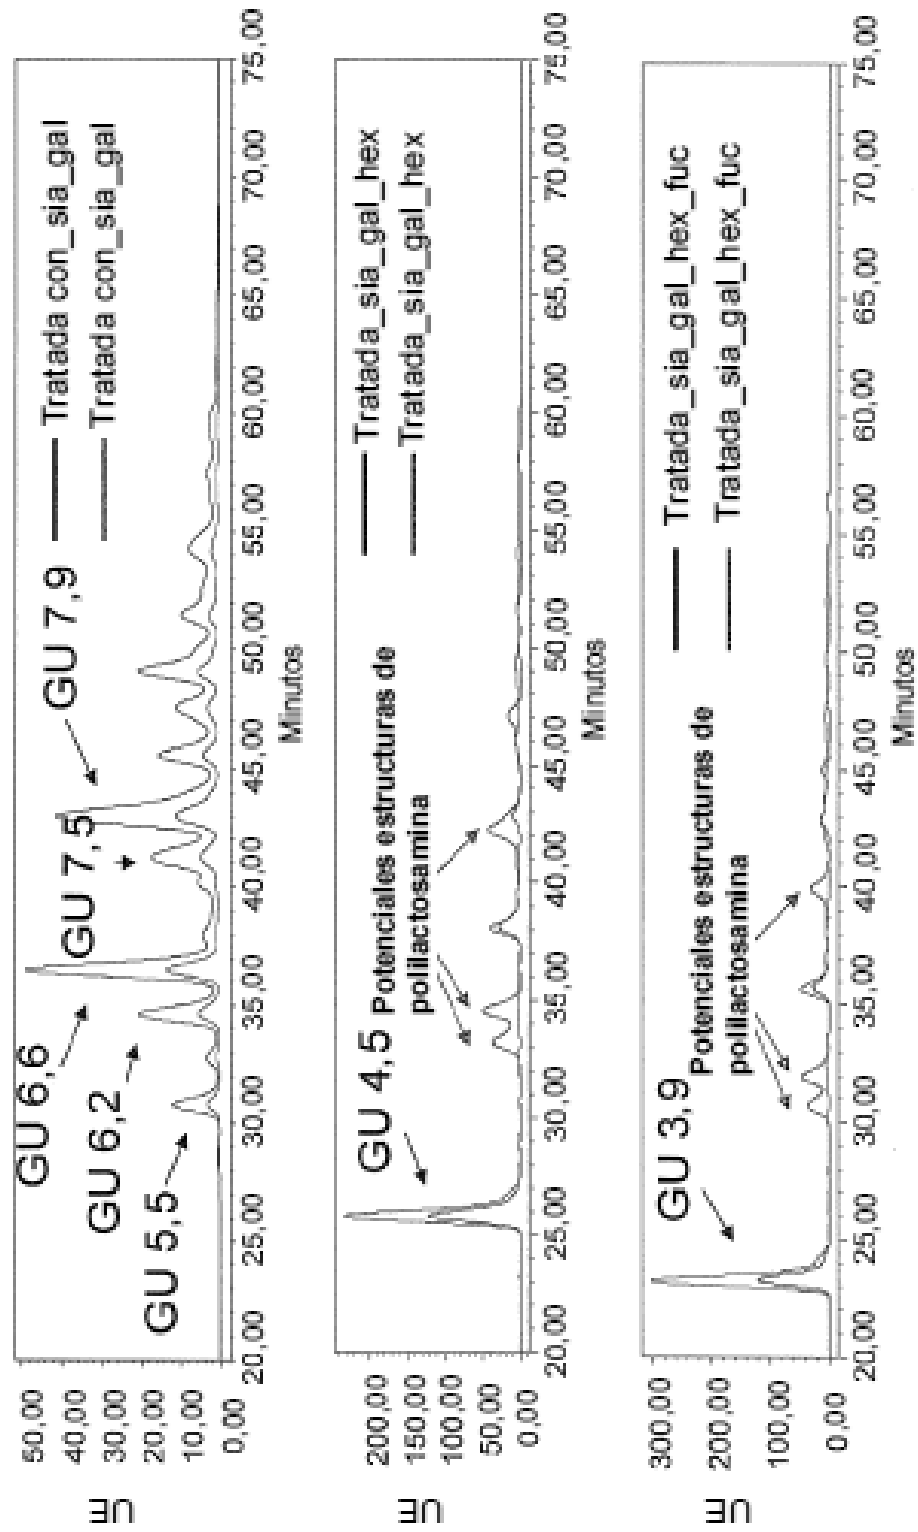 EU
50,00
40,00
30,00
20,00
10,00
0,00
GU 5,5
GU 6,2
GU 6,6
GU 7,5
GU 7,9
Tratada con_sia_gal
Tratada con_sia_gal
20,00 25,00 30,00 35,00 40,00 45,00 50,00 55,00 60,00 65,00 70,00 75,00
Minutos
EU
200,00
150,00
100,00
50,00
0,00
GU 4,5
Potenciales estructuras de
polilactosamina
Tratada_sia_gal_hex
Tratada_sia_gal_hex
20,00 25,00 30,00 35,00 40,00 45,00 50,00 55,00 60,00 65,00 70,00 75,00
Minutos
EU
300,00
200,00
100,00
0,00
GU 3,9
Potenciales estructuras de
polilactosamina
Tratada_sia_gal_hex_fuc
Tratada_sia_gal_hex_fuc
20,00 25,00 30,00 35,00 40,00 45,00 50,00 55,00 60,00 65,00 70,00 75,00
Minutos